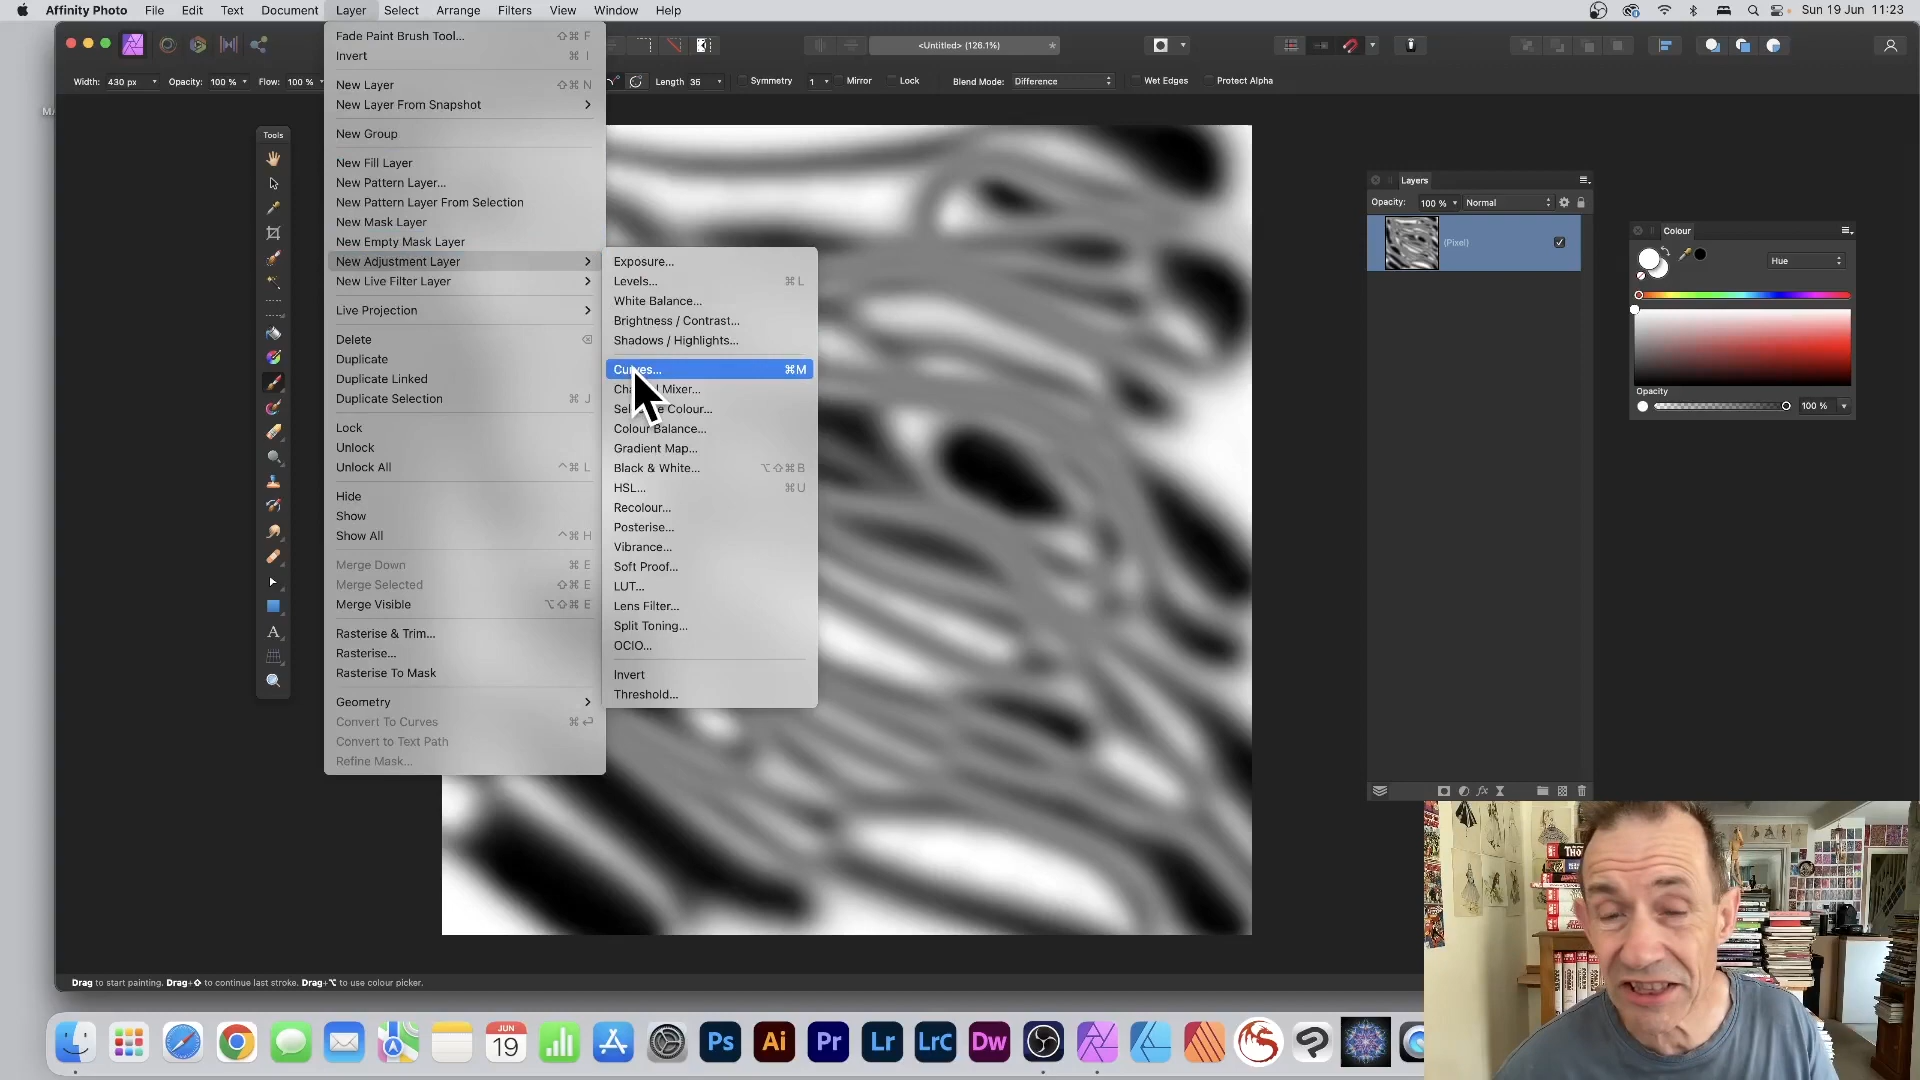 Affinity Photo File Edit Text Document Layer Select Arrange Filters View Window Help
Sun 19 Jun 11:23
<Untitled> (126.1%)
Width: 430 px Opacity: 100 % Flow: 100 %
Length 35 Symmetry 1 Mirror Lock Blend Mode: Difference Wet Edges Protect Alpha
Tools
Fade Paint Brush Tool... ⇧⌘ F
Invert ⌘ I
New Layer ⇧⌘ N
New Layer From Snapshot
New Group
New Fill Layer
New Pattern Layer...
New Pattern Layer From Selection
New Mask Layer
New Empty Mask Layer
New Adjustment Layer
New Live Filter Layer
Live Projection
Delete
Duplicate
Duplicate Linked
Duplicate Selection ⌘ J
Lock
Unlock
Unlock All ^⌘ L
Hide
Show
Show All ^⌘ H
Merge Down ⌘ E
Merge Selected ⇧⌘ E
Merge Visible ⌥⇧⌘ E
Rasterise & Trim...
Rasterise...
Rasterise To Mask
Geometry
Convert To Curves ⌘↩
Convert to Text Path
Refine Mask...
Exposure...
Levels... ⌘ L
White Balance...
Brightness / Contrast...
Shadows / Highlights...
Curves... ⌘M
Mixer...
Colour...
Colour Balance...
Gradient Map...
Black & White... ⌥⇧⌘B
HSL... ⌘U
Recolour...
Posterise...
Vibrance...
Soft Proof...
LUT...
Lens Filter...
Split Toning...
OCIO...
Invert
Threshold...
Layers
Opacity: 100 % Normal
(Pixel)
Colour
Hue
Opacity
100 %
Drag to start painting. Drag+⇧ to continue last stroke. Drag+⌥ to use colour picker.
JUN
19
Ps Ai Pr Lr LrC Dw